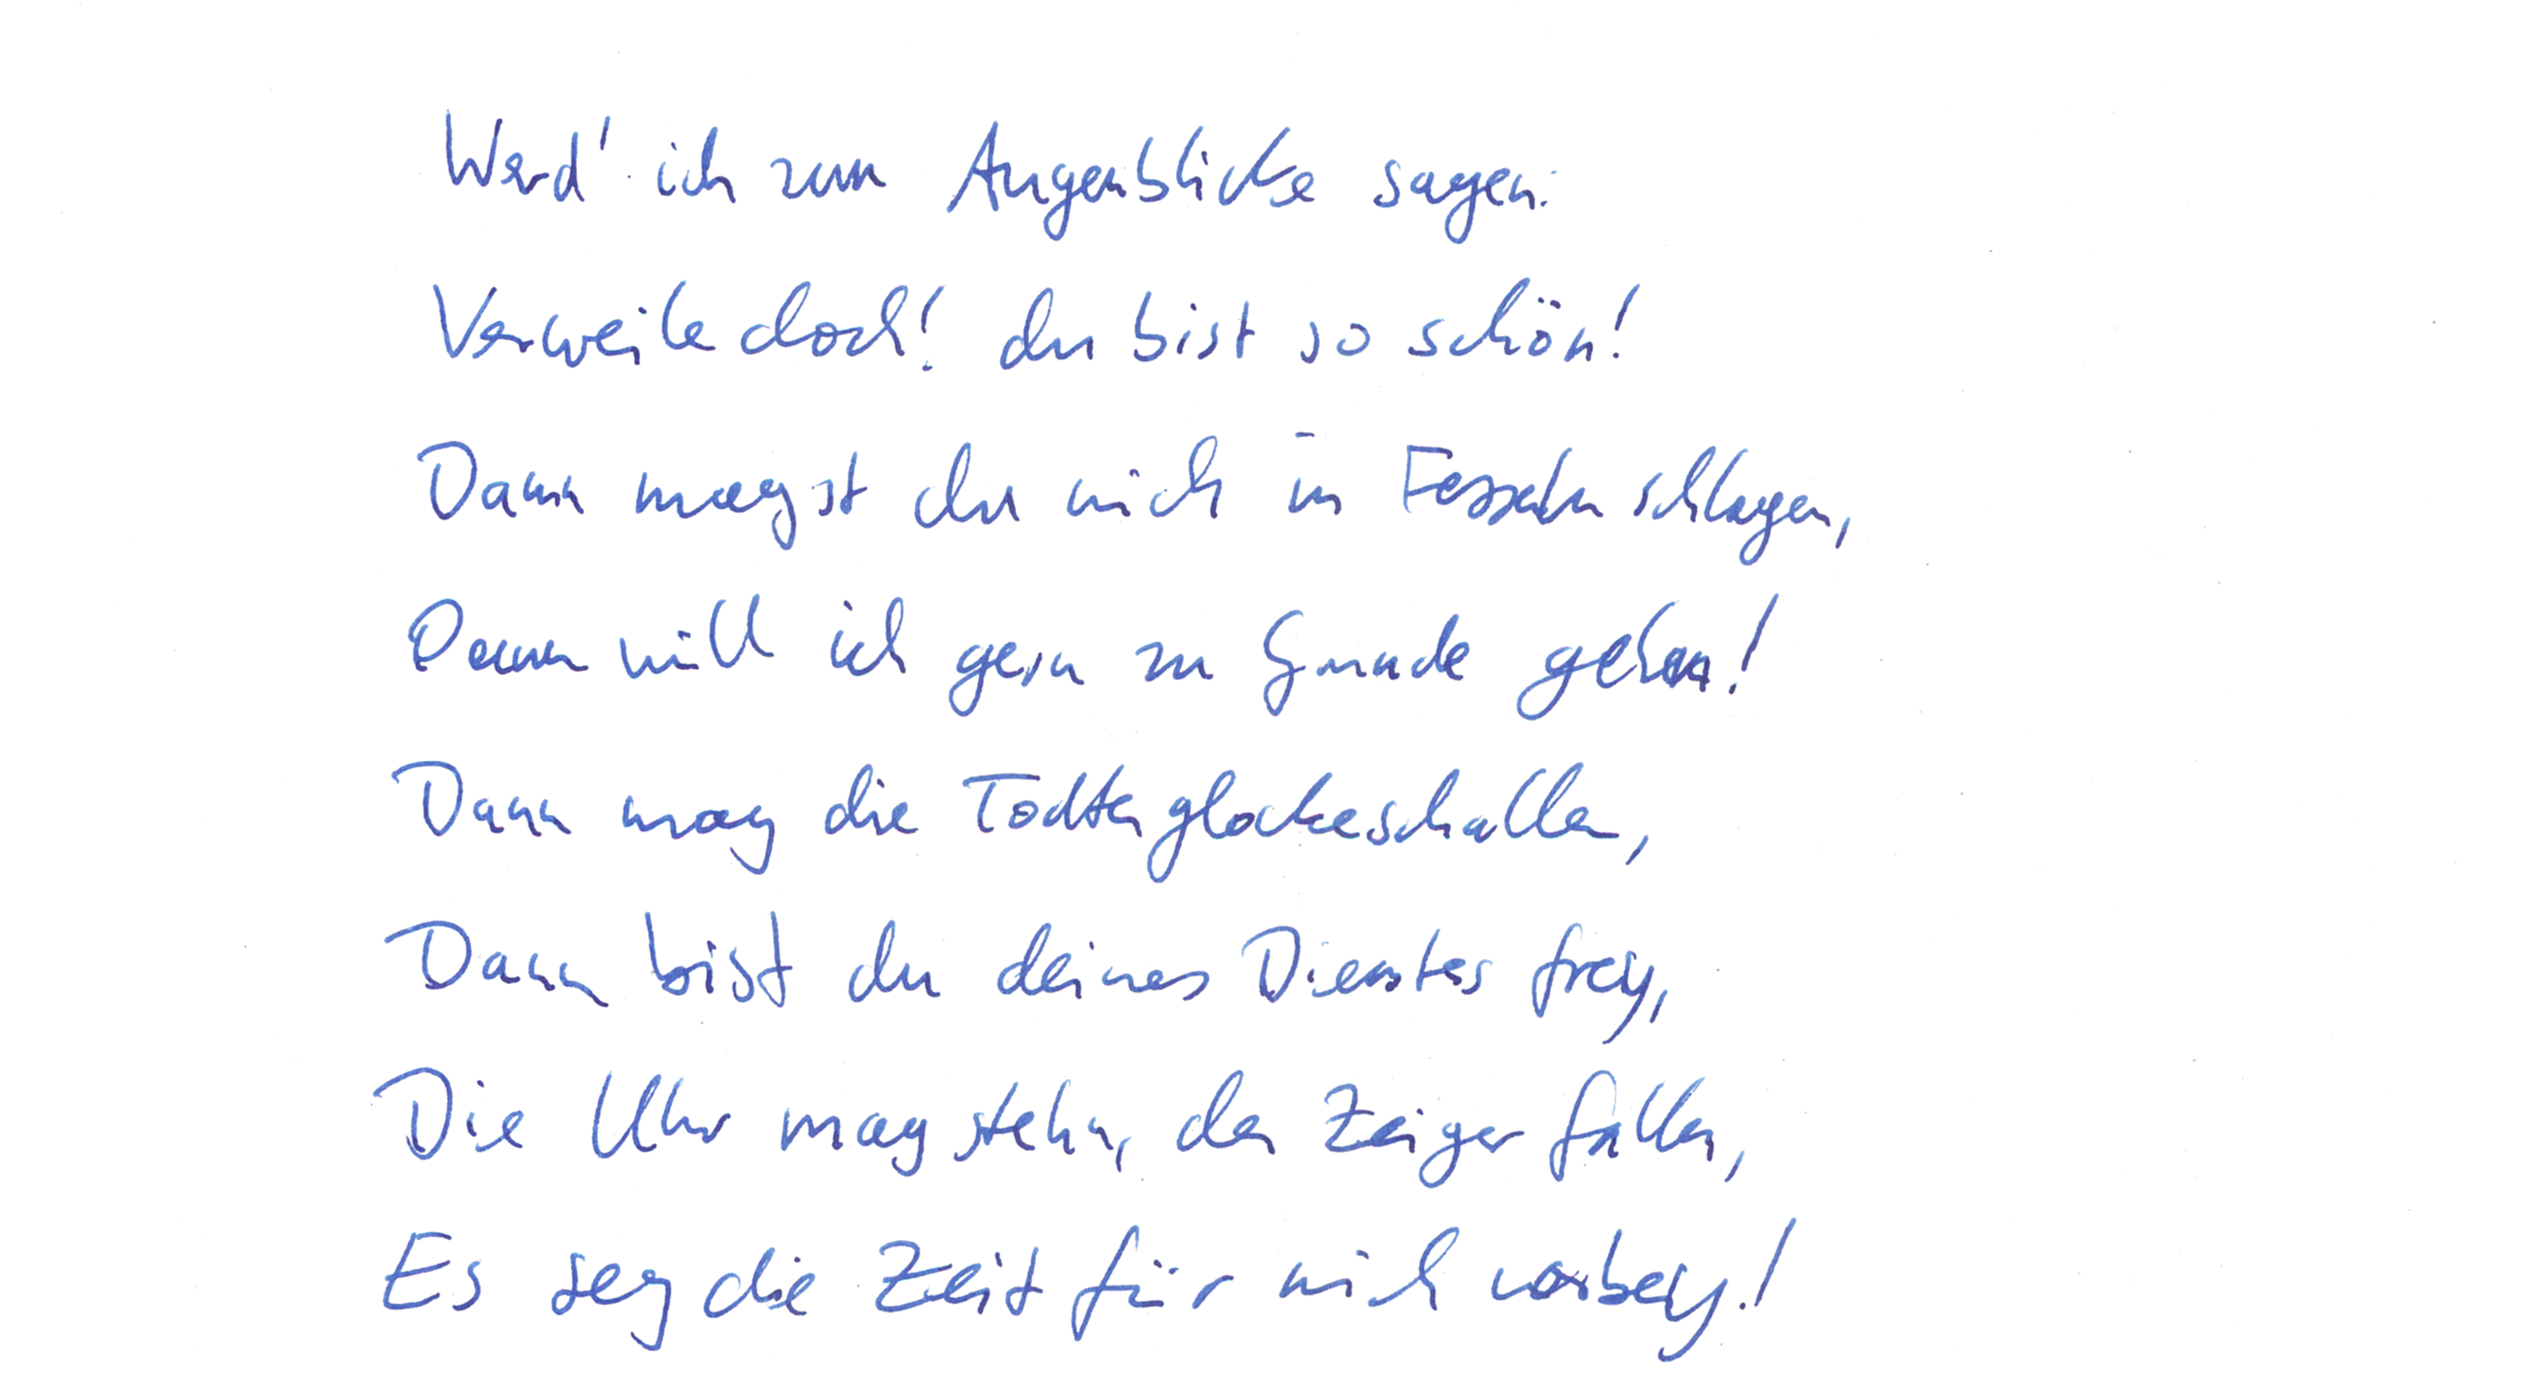 Werd' ich zum Augenblicke sagen:
Verweile doch! du bist so schön!
Dann magst du mich in Fesseln schlagen,
Dann will ich gern zu Grunde gehn!
Dann mag die Todtenglocke schallen,
Dann bist du deines Dienstes frey,
Die Uhr mag stehn, der Zeiger fallen,
Es sey die Zeit für mich vorbey!